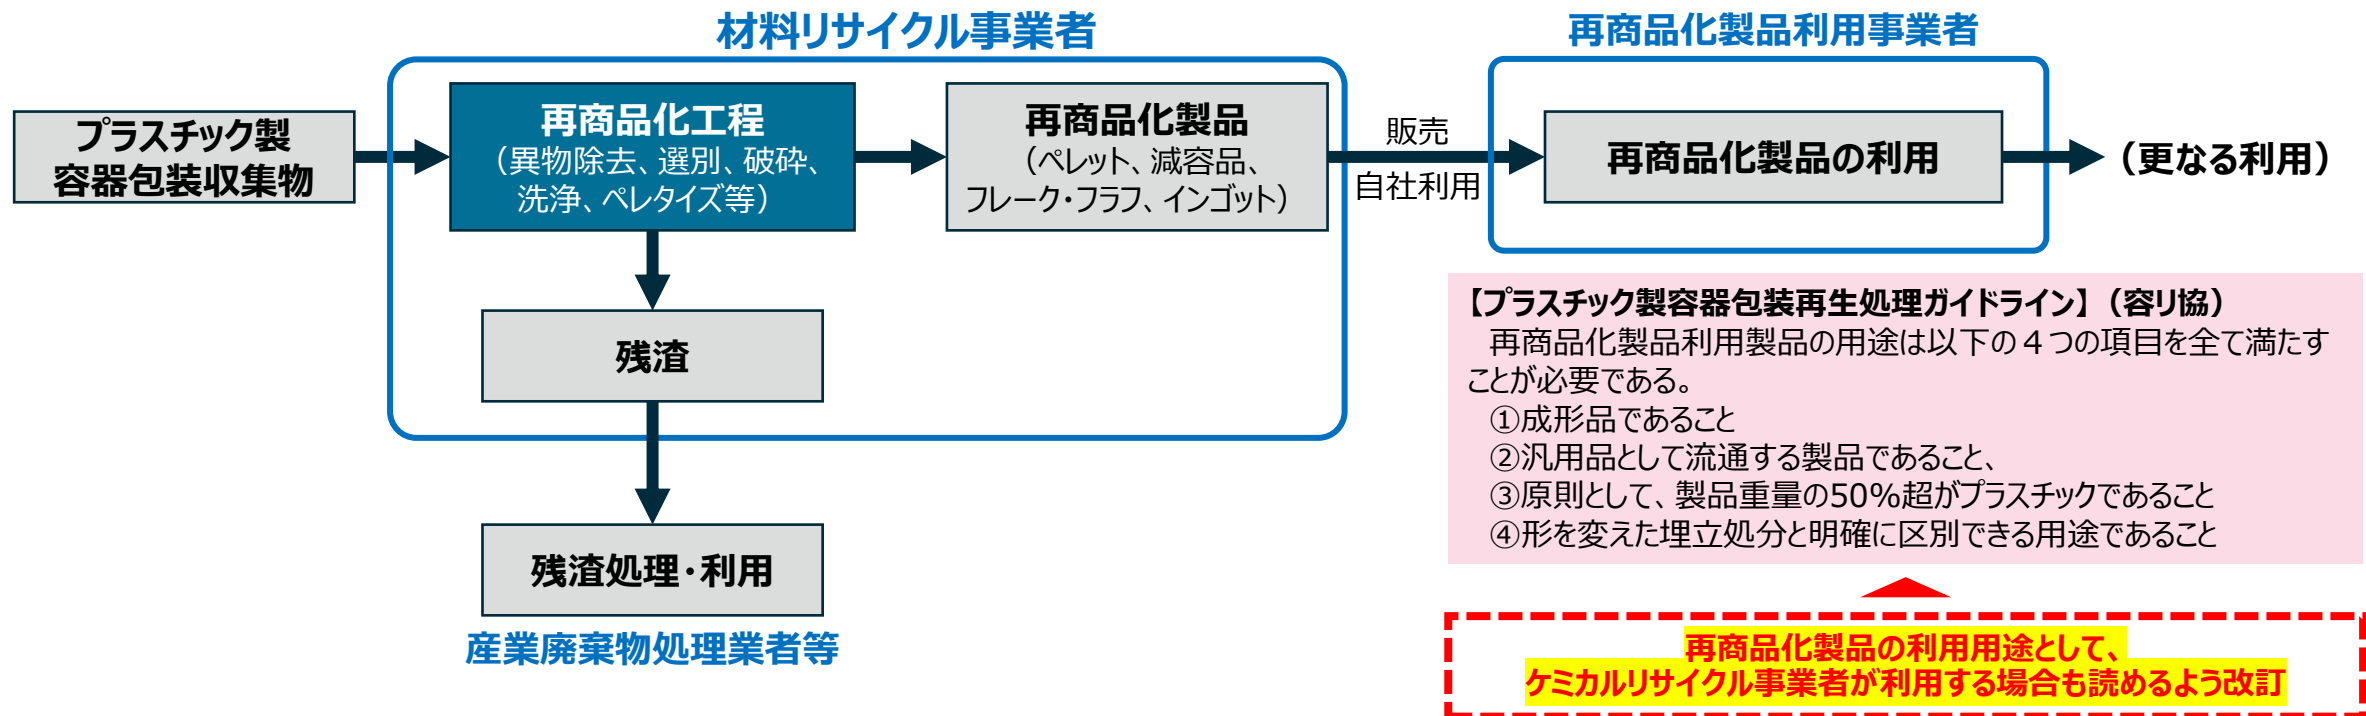 材料リサイクル事業者
再商品化製品利用事業者
プラスチック製
容器包装収集物
再商品化工程
（異物除去、選別、破砕、
洗浄、ペレタイズ等）
再商品化製品
（ペレット、減容品、
フレーク・フラフ、インゴット）
販売
自社利用
再商品化製品の利用
（更なる利用）
残渣
残渣処理・利用
産業廃棄物処理業者等
【プラスチック製容器包装再生処理ガイドライン】（容リ協）
再商品化製品利用製品の用途は以下の４つの項目を全て満たす
ことが必要である。
①成形品であること
②汎用品として流通する製品であること、
③原則として、製品重量の50%超がプラスチックであること
④形を変えた埋立処分と明確に区別できる用途であること
再商品化製品の利用用途として、
ケミカルリサイクル事業者が利用する場合も読めるよう改訂